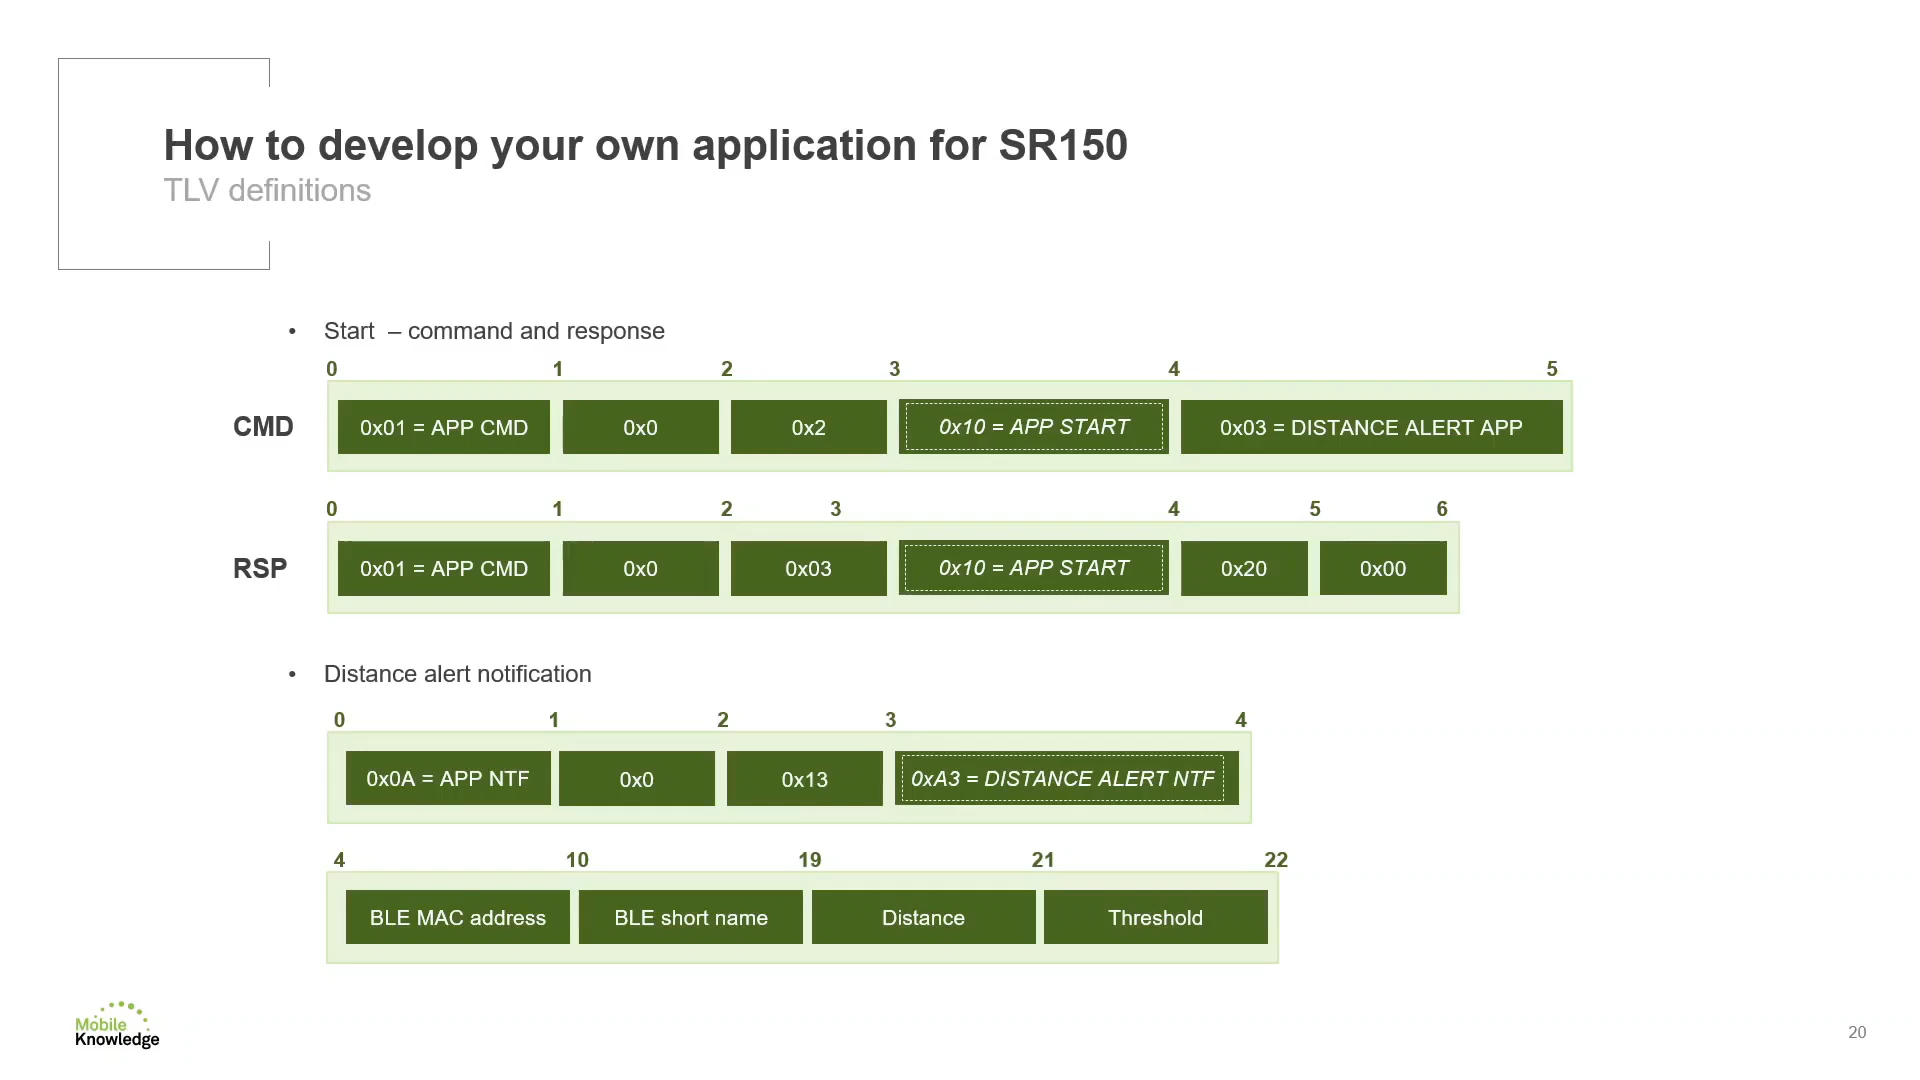 How to develop your own application for SR150
TLV definitions
• Start – command and response
0 1 2 3 4 5
CMD 0x01 = APP CMD 0x0 0x2 0x10 = APP START 0x03 = DISTANCE ALERT APP
0 1 2 3 4 5 6
RSP 0x01 = APP CMD 0x0 0x03 0x10 = APP START 0x20 0x00
• Distance alert notification
0 1 2 3 4
0x0A = APP NTF 0x0 0x13 0xA3 = DISTANCE ALERT NTF
4 10 19 21 22
BLE MAC address BLE short name Distance Threshold
Mobile
Knowledge
20